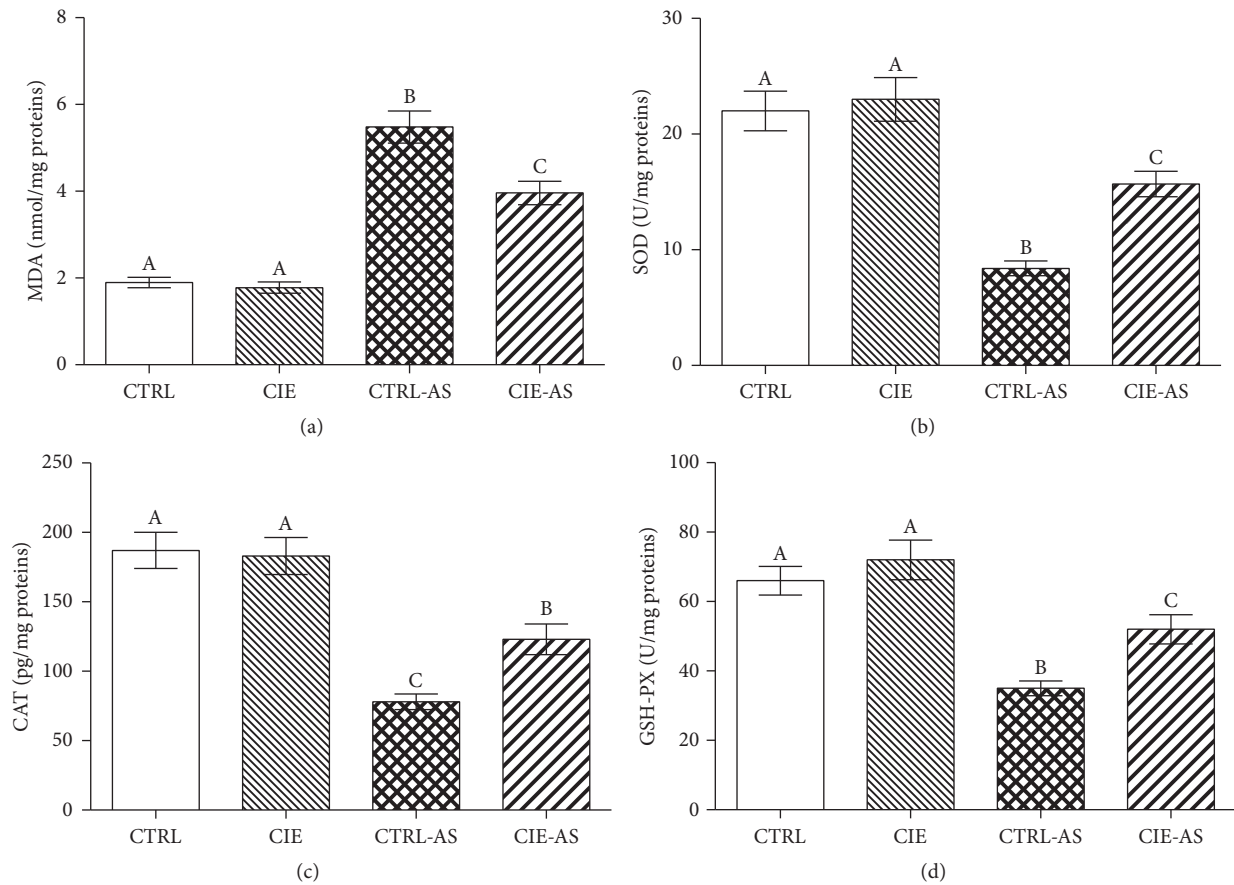 MDA (nmol/mg proteins)
8
6
4
2
0
A
A
B
C
CTRL
CIE
CTRL-AS
CIE-AS
(a)
SOD (U/mg proteins)
30
20
10
0
A
A
B
C
CTRL
CIE
CTRL-AS
CIE-AS
(b)
CAT (pg/mg proteins)
250
200
150
100
50
0
A
A
C
B
CTRL
CIE
CTRL-AS
CIE-AS
(c)
GSH-PX (U/mg proteins)
100
80
60
40
20
0
A
A
B
C
CTRL
CIE
CTRL-AS
CIE-AS
(d)